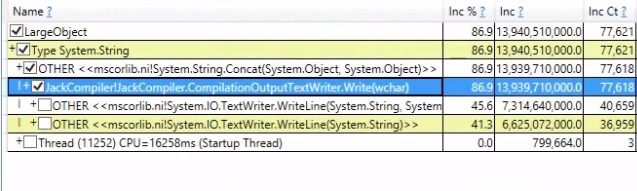 Name ? Inc % ? Inc ? Inc Ct ?
LargeObject 86.9 13,940,510,000.0 77,621
+ Type System.String 86.9 13,940,510,000.0 77,621
+ OTHER <<mscorlib.ni!System.String.Concat(System.Object, System.Object)>> 86.9 13,939,710,000.0 77,618
| + JackCompiler!JackCompiler.CompilationOutputTextWriter.Write(wchar) 86.9 13,939,710,000.0 77,618
| + OTHER <<mscorlib.ni!System.IO.TextWriter.WriteLine(System.String, System 45.6 7,314,640,000.0 40,659
| + OTHER <<mscorlib.ni!System.IO.TextWriter.WriteLine(System.String)>> 41.3 6,625,072,000.0 36,959
+ Thread (11252) CPU=16258ms (Startup Thread) 0.0 799,664.0 3